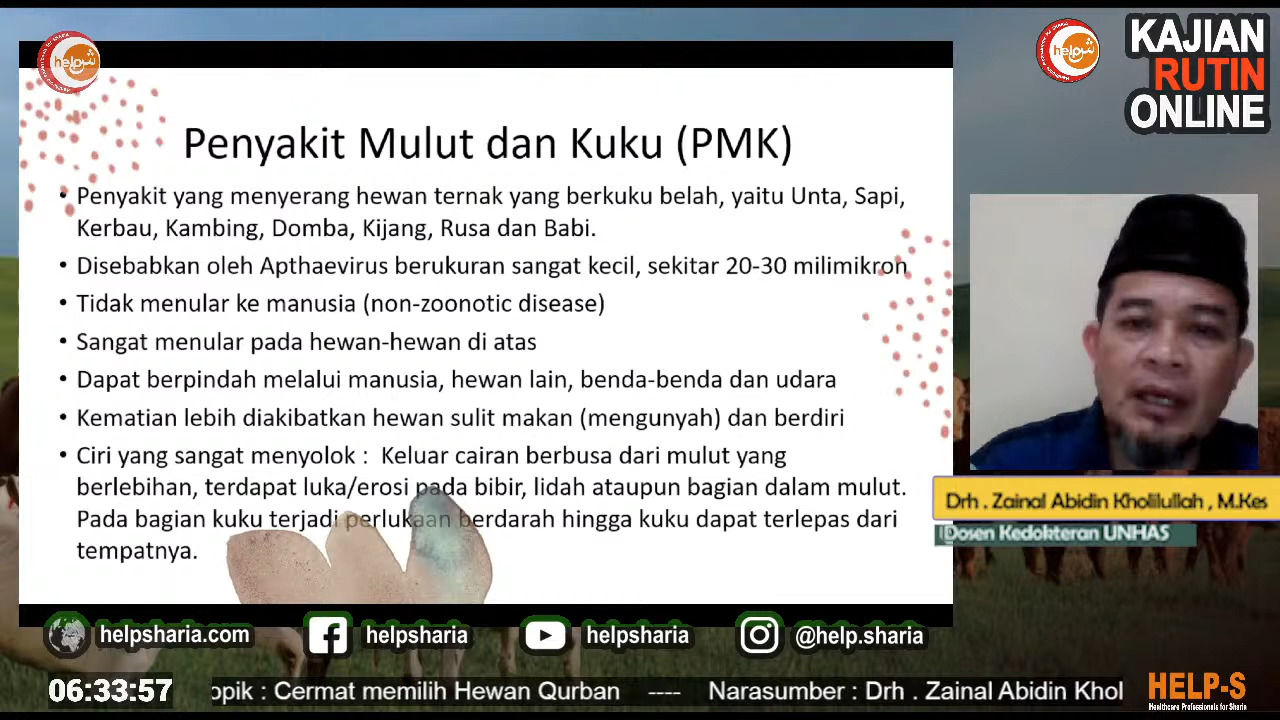 help
help
KAJIAN
RUTIN
ONLINE
Penyakit Mulut dan Kuku (PMK)
• Penyakit yang menyerang hewan ternak yang berkuku belah, yaitu Unta, Sapi,
Kerbau, Kambing, Domba, Kijang, Rusa dan Babi.
• Disebabkan oleh Apthaevirus berukuran sangat kecil, sekitar 20-30 milimikron
• Tidak menular ke manusia (non-zoonotic disease)
• Sangat menular pada hewan-hewan di atas
• Dapat berpindah melalui manusia, hewan lain, benda-benda dan udara
• Kematian lebih diakibatkan hewan sulit makan (mengunyah) dan berdiri
• Ciri yang sangat menyolok : Keluar cairan berbusa dari mulut yang
berlebihan, terdapat luka/erosi pada bibir, lidah ataupun bagian dalam mulut.
Pada bagian kuku terjadi perlukaan berdarah hingga kuku dapat terlepas dari
tempatnya.
Drh . Zainal Abidin Kholilullah , M.Kes
Dosen Kedokteran UNHAS
helpsharia.com
helpsharia
helpsharia
@help.sharia
06:33:57
opik : Cermat memilih Hewan Qurban ---- Narasumber : Drh . Zainal Abidin Khol
HELP-S
Healthcare Professionals for Sharia